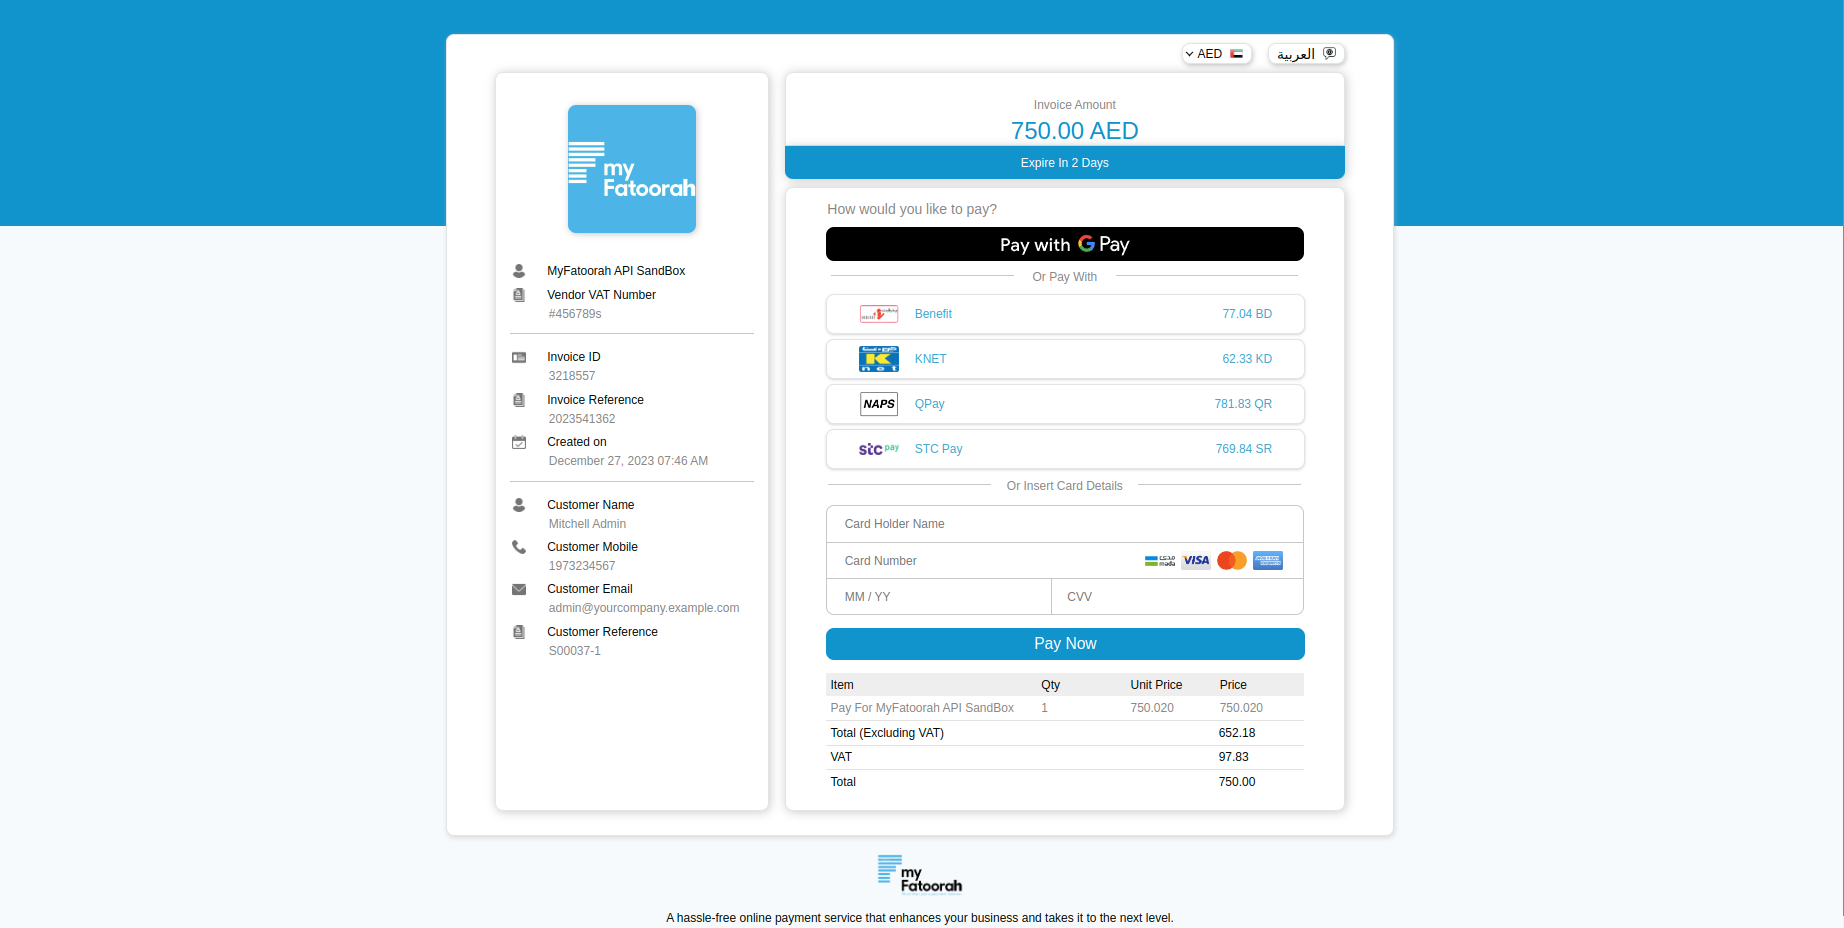 AED
العربية
my
Fatoorah
MyFatoorah API SandBox
Vendor VAT Number
#456789s
Invoice ID
3218557
Invoice Reference
2023541362
Created on
December 27, 2023 07:46 AM
Customer Name
Mitchell Admin
Customer Mobile
1973234567
Customer Email
admin@yourcompany.example.com
Customer Reference
S00037-1
Invoice Amount
750.00 AED
Expire In 2 Days
How would you like to pay?
Pay with G Pay
Or Pay With
Benefit 77.04 BD
K net KNET 62.33 KD
NAPS QPay 781.83 QR
stc pay STC Pay 769.84 SR
Or Insert Card Details
Card Holder Name
Card Number mada VISA
MM / YY CVV
Pay Now
Item Qty Unit Price Price
Pay For MyFatoorah API SandBox 1 750.020 750.020
Total (Excluding VAT) 652.18
VAT 97.83
Total 750.00
my
Fatoorah
A hassle-free online payment service that enhances your business and takes it to the next level.